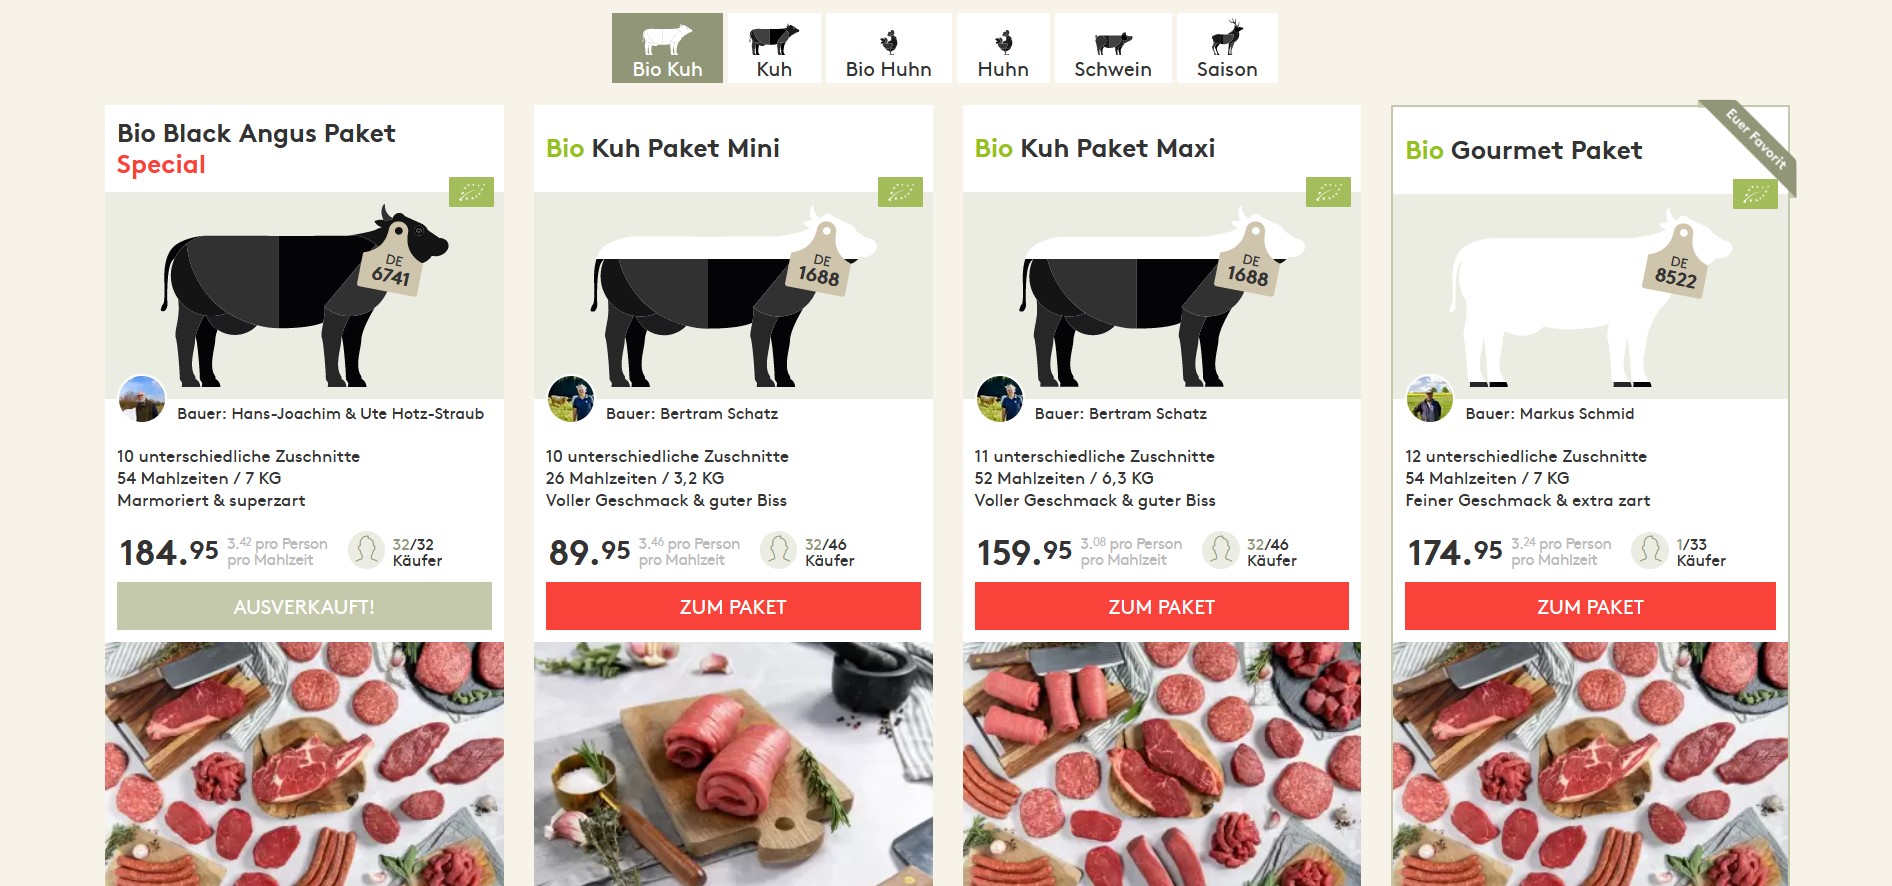 Bio Kuh
Kuh
Bio Huhn
Huhn
Schwein
Saison
Bio Black Angus Paket
Special
DE
6741
Bauer: Hans-Joachim & Ute Hotz-Straub
10 unterschiedliche Zuschnitte
54 Mahlzeiten / 7 KG
Marmoriert & superzart
184.95
3.42 pro Person
pro Mahlzeit
32/32
Käufer
AUSVERKAUFT!
Bio Kuh Paket Mini
DE
1688
Bauer: Bertram Schatz
10 unterschiedliche Zuschnitte
26 Mahlzeiten / 3,2 KG
Voller Geschmack & guter Biss
89.95
3.46 pro Person
pro Mahlzeit
32/46
Käufer
ZUM PAKET
Bio Kuh Paket Maxi
DE
1688
Bauer: Bertram Schatz
11 unterschiedliche Zuschnitte
52 Mahlzeiten / 6,3 KG
Voller Geschmack & guter Biss
159.95
3.08 pro Person
pro Mahlzeit
32/46
Käufer
ZUM PAKET
Euer Favorit
Bio Gourmet Paket
DE
8522
Bauer: Markus Schmid
12 unterschiedliche Zuschnitte
54 Mahlzeiten / 7 KG
Feiner Geschmack & extra zart
174.95
3.24 pro Person
pro Mahlzeit
1/33
Käufer
ZUM PAKET